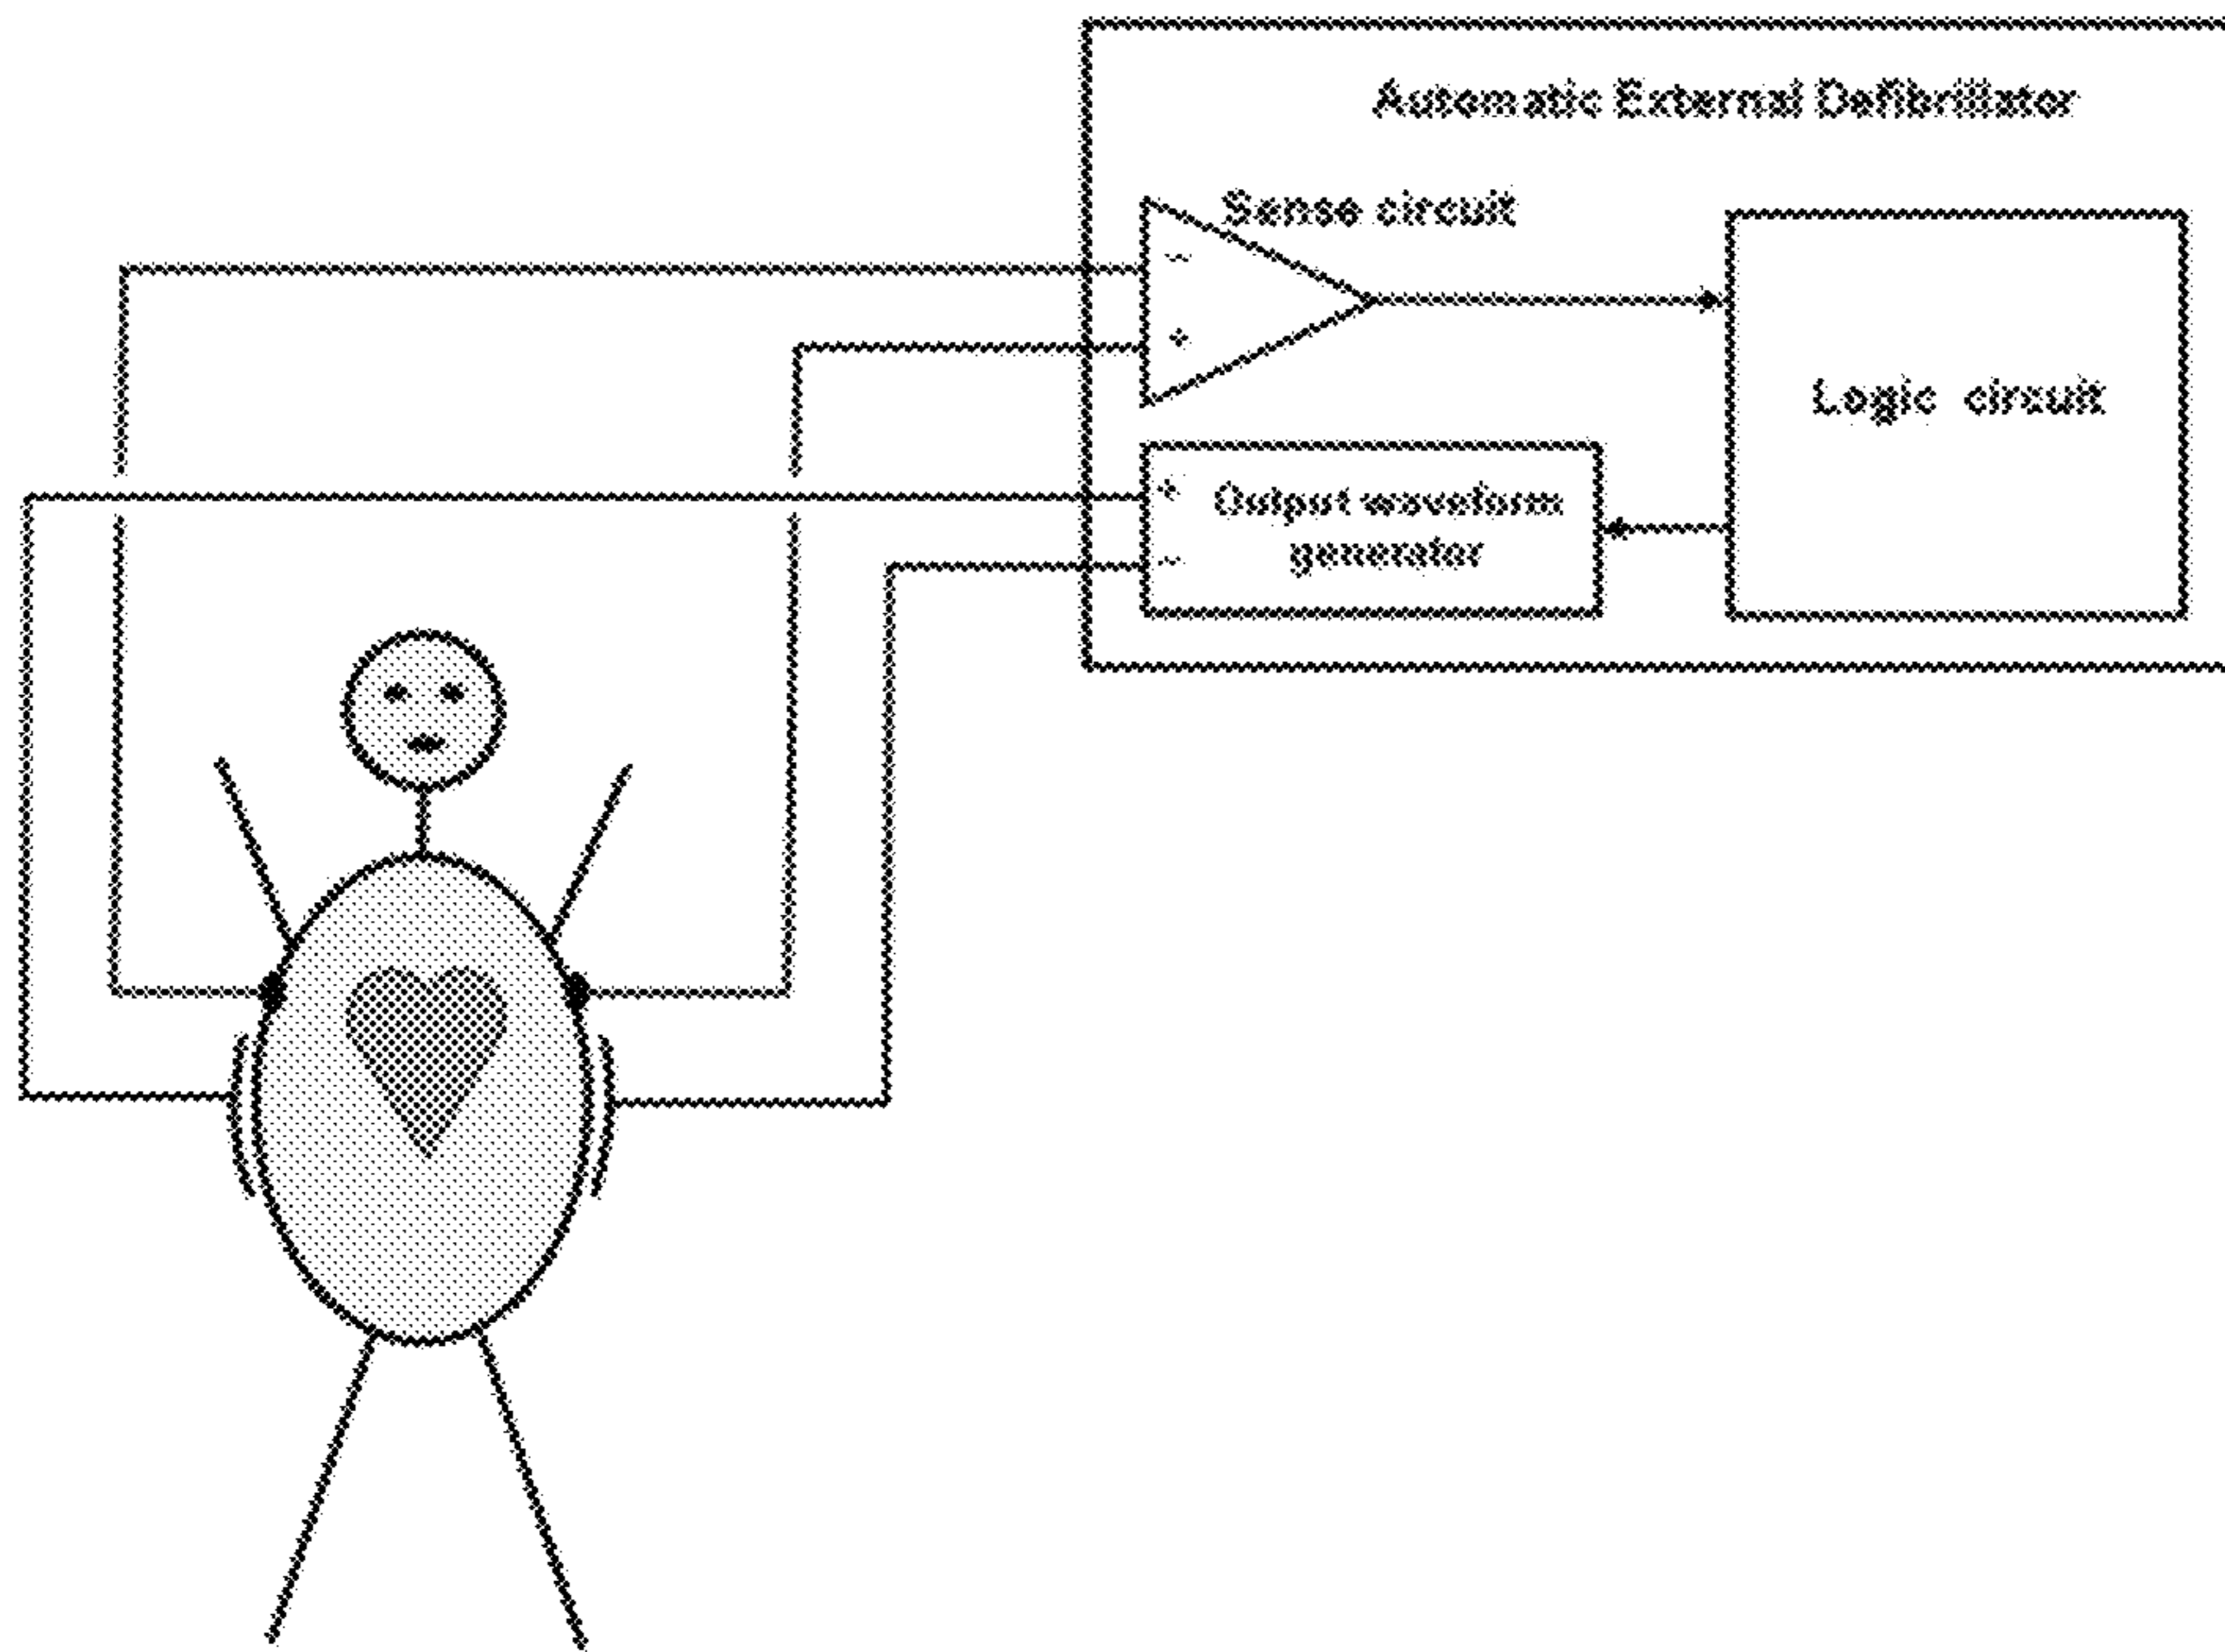 Automatic External Defibrillator
Sense circuit
-
+
Logic circuit
+
Output waveform
generator
-